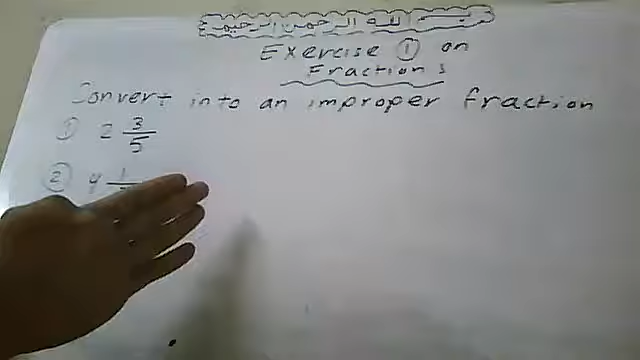 بسم الله الرحمن الرحيم
Exercise ① on
Fractions
Convert into an improper fraction
① 2 3/5
② 4 1/